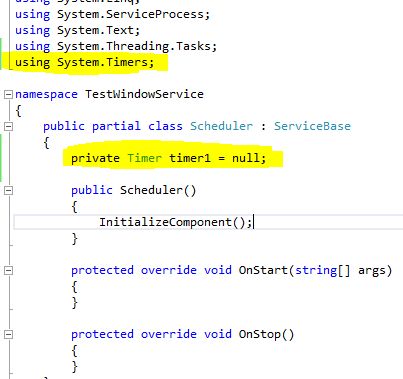 using System.Linq;
using System.ServiceProcess;
using System.Text;
using System.Threading.Tasks;
using System.Timers;
namespace TestWindowService
{
public partial class Scheduler : ServiceBase
{
private Timer timer1 = null;
public Scheduler()
{
InitializeComponent();
}
protected override void OnStart(string[] args)
{
}
protected override void OnStop()
{
}